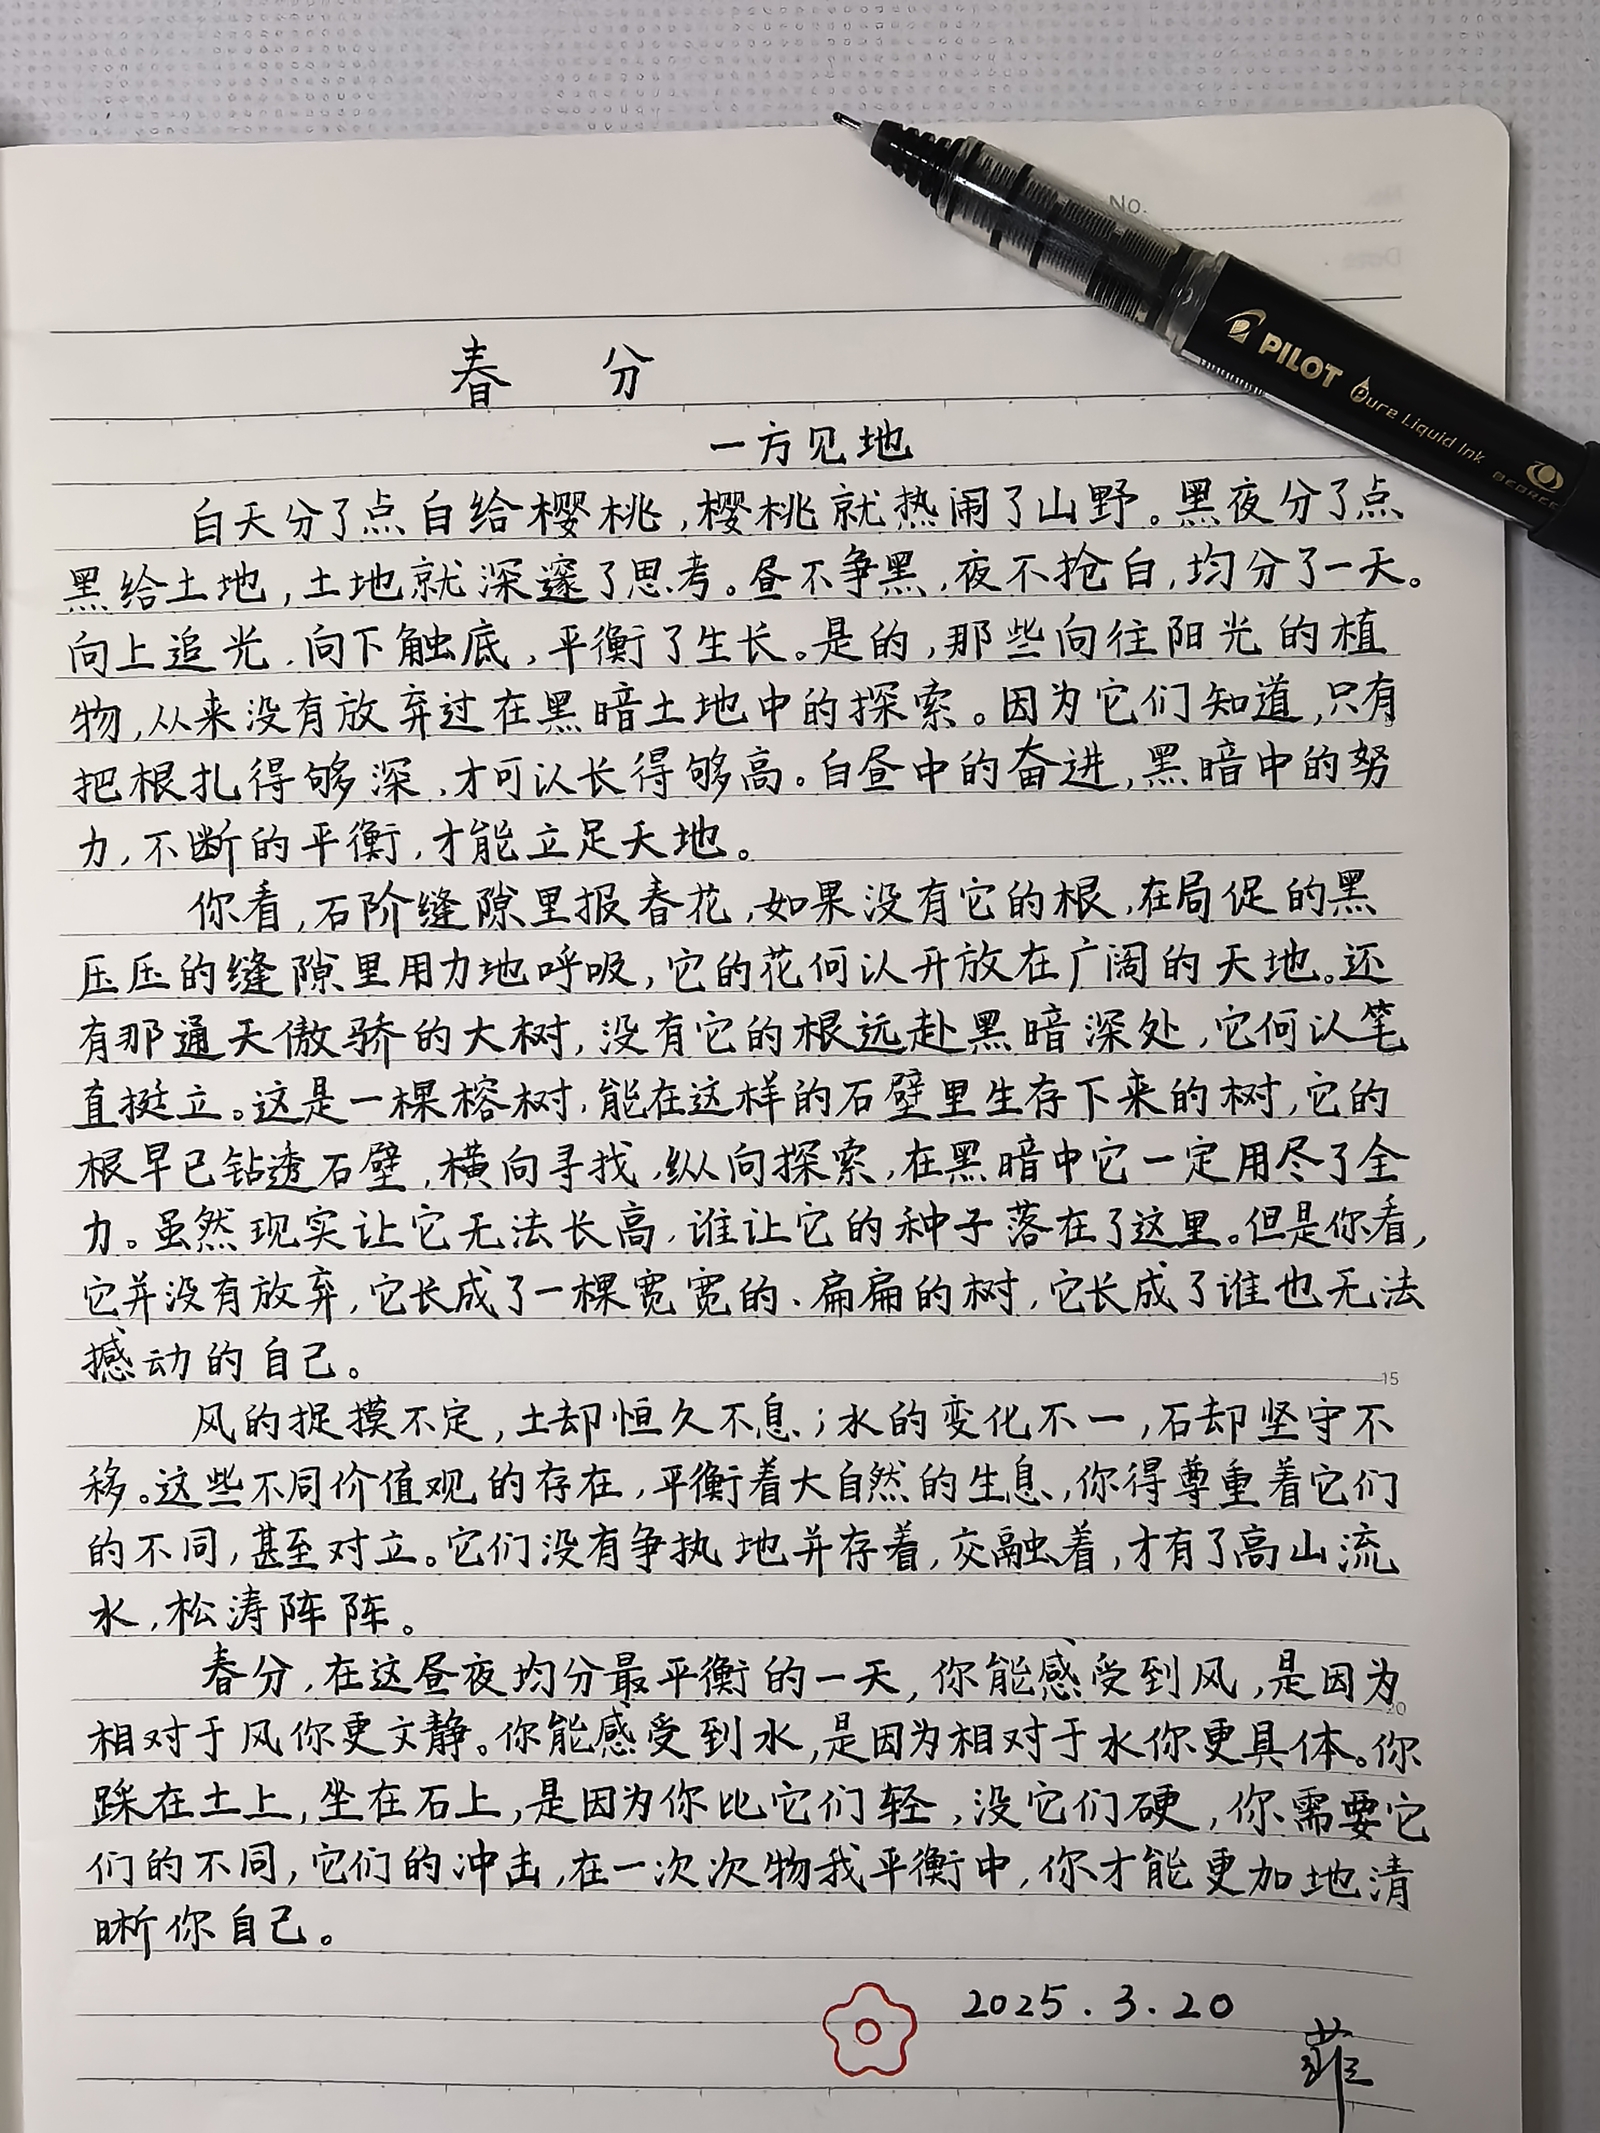 No.
PILOT
Pure Liquid Ink
春 分
一方见地
白天分了点白给樱桃,樱桃就热闹了山野。黑夜分了点
黑给土地,土地就深邃了思考。昼不争黑,夜不抢白,均分了一天。
向上追光,向下触底,平衡了生长。是的,那些向往阳光的植
物,从来没有放弃过在黑暗土地中的探索。因为它们知道,只有
把根扎得够深,才可以长得够高。白昼中的奋进,黑暗中的努
力,不断的平衡,才能立足天地。
你看,石阶缝隙里报春花,如果没有它的根,在局促的黑
压压的缝隙里用力地呼吸,它的花何以开放在广阔的天地。还
有那通天傲骄的大树,没有它的根远赴黑暗深处,它何以笔
直挺立。这是一棵榕树,能在这样的石壁里生存下来的树,它的
根早已钻透石壁,横向寻找,纵向探索,在黑暗中它一定用尽了全
力。虽然现实让它无法长高,谁让它的种子落在了这里。但是你看,
它并没有放弃,它长成了一棵宽宽的、扁扁的树,它长成了谁也无法
撼动的自己。
15
风的捉摸不定,土却恒久不息;水的变化不一,石却坚守不
移。这些不同价值观的存在,平衡着大自然的生息,你得尊重着它们
的不同,甚至对立。它们没有争执地并存着,交融着,才有了高山流
水,松涛阵阵。
春分,在这昼夜均分最平衡的一天,你能感受到风,是因为
20
相对于风你更文静。你能感受到水,是因为相对于水你更具体。你
踩在土上,坐在石上,是因为你比它们轻,没它们硬,你需要它
们的不同,它们的冲击,在一次次物我平衡中,你才能更加地清
晰你自己。
2025.3.20
菲